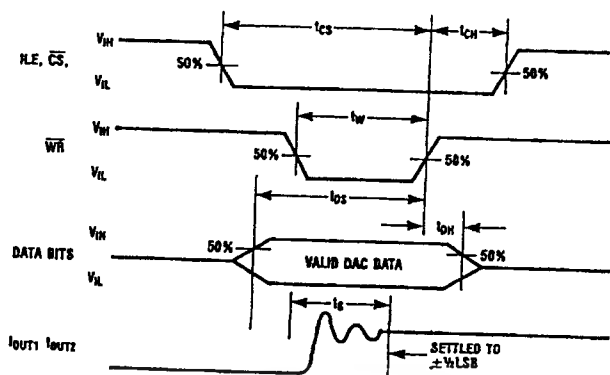 tCS tCH
VIH
ILE, CS,
50% 50%
VIL
tW
VIH
WR
50% 50%
VIL
tDS
tDH
VIH
50% 50%
DATA BITS VALID DAC DATA
VIL
tS
IOUT1 IOUT2
SETTLED TO
±½LSB